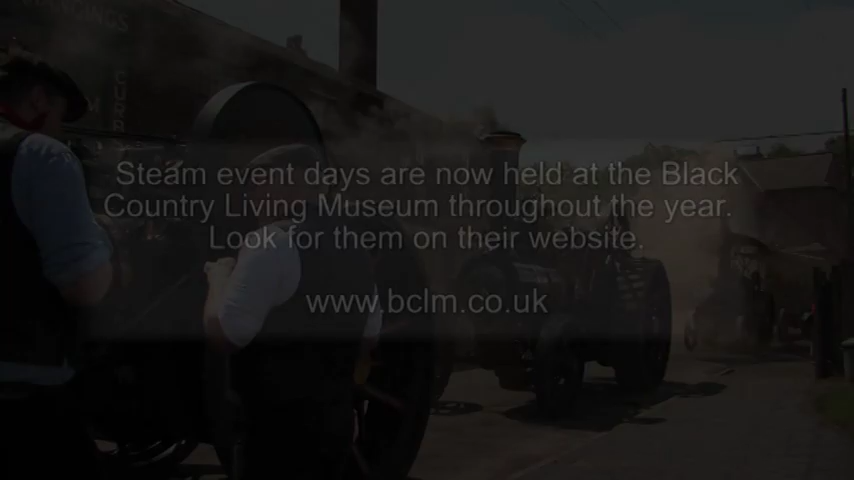 Steam event days are now held at the Black
Country Living Museum throughout the year.
Look for them on their website.
www.bclm.co.uk